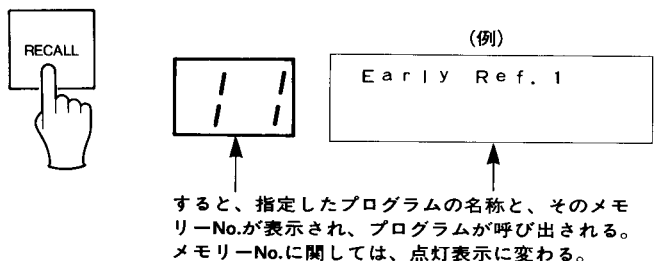 (例)
RECALL
11
Early Ref. 1
すると、指定したプログラムの名称と、そのメモ
リーNo.が表示され、プログラムが呼び出される。
メモリーNo.に関しては、点灯表示に変わる。